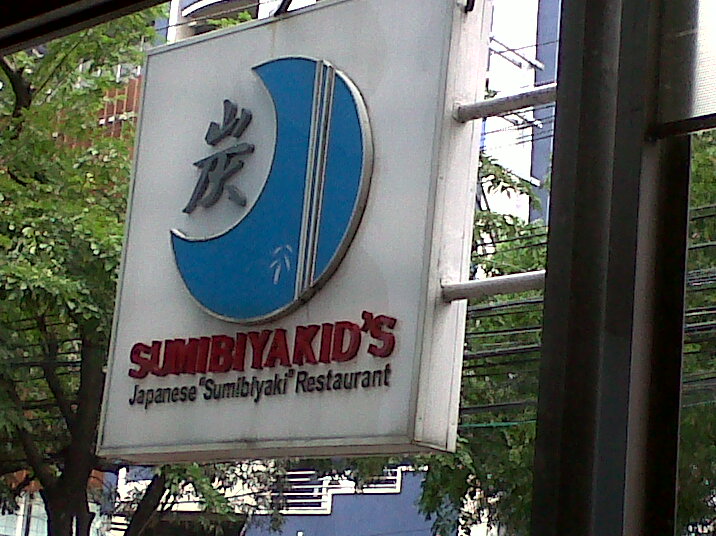 炭
SUMIBIYAKID'S
Japanese "Sumibiyaki" Restaurant